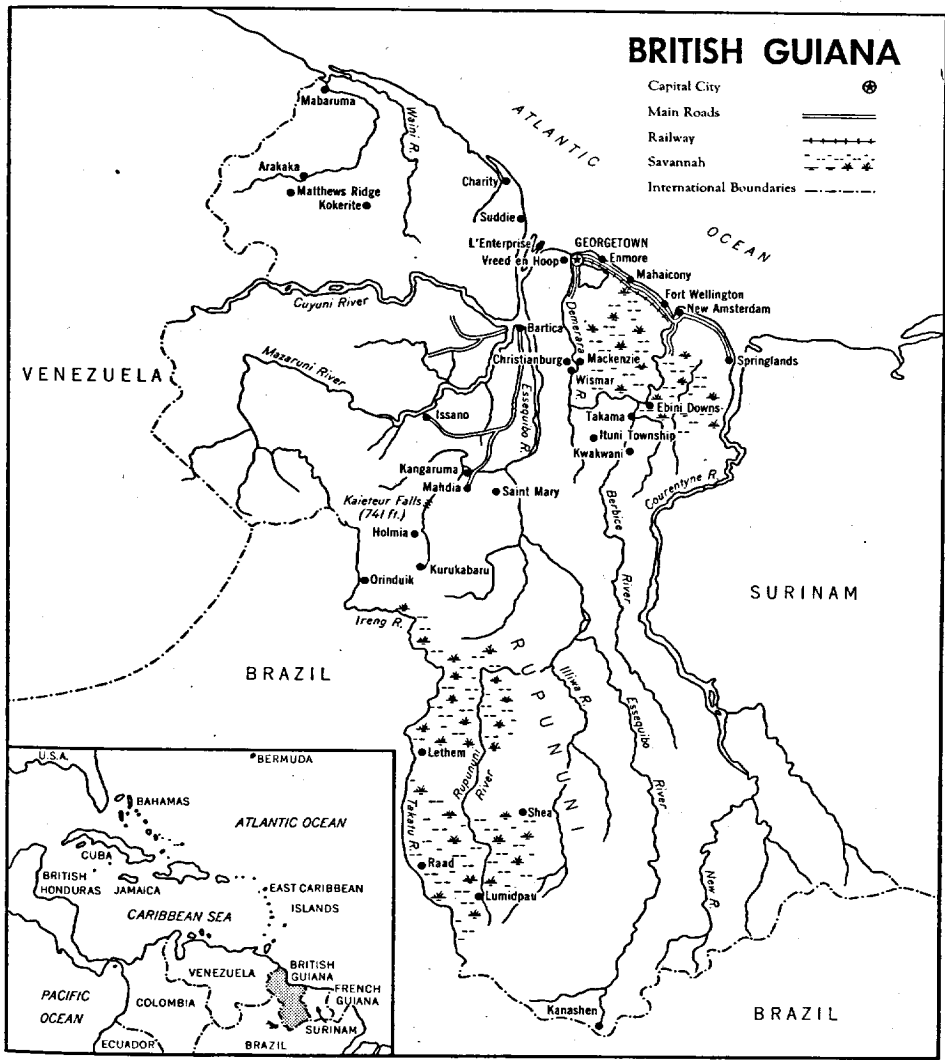 BRITISH GUIANA
Capital City
Main Roads
Railway
Savannah
International Boundaries
ATLANTIC
OCEAN
Mabaruma
Waini R.
Arakaka
Matthews Ridge
Kokerite
Charity
Suddie
L'Enterprise
Vreed en Hoop
GEORGETOWN
Enmore
Mahaicony
Fort Wellington
New Amsterdam
Cuyuni River
Bartica
Demerara R.
Christianburg
Mackenzie
Wismar
Springlands
VENEZUELA
Mazaruni River
Essequibo R.
Issano
Takama
Ebini Downs
Ituni Township
Kwakwani
Kangaruma
Mahdia
Saint Mary
Courentyne R.
Kaieteur Falls
(741 ft.)
Berbice River
Holmia
Kurukabaru
Orinduik
SURINAM
Ireng R.
BRAZIL
RUPUNUNI
Illiwa R.
Essequibo River
Lethem
Rupununi River
Takatu R.
Shea
Raad
Lumidpau
New R.
Kanashen
BRAZIL
U.S.A.
BERMUDA
BAHAMAS
ATLANTIC OCEAN
CUBA
BRITISH
HONDURAS
JAMAICA
EAST CARIBBEAN
ISLANDS
CARIBBEAN SEA
VENEZUELA
BRITISH
GUIANA
FRENCH
GUIANA
PACIFIC
OCEAN
COLOMBIA
SURINAM
ECUADOR
BRAZIL